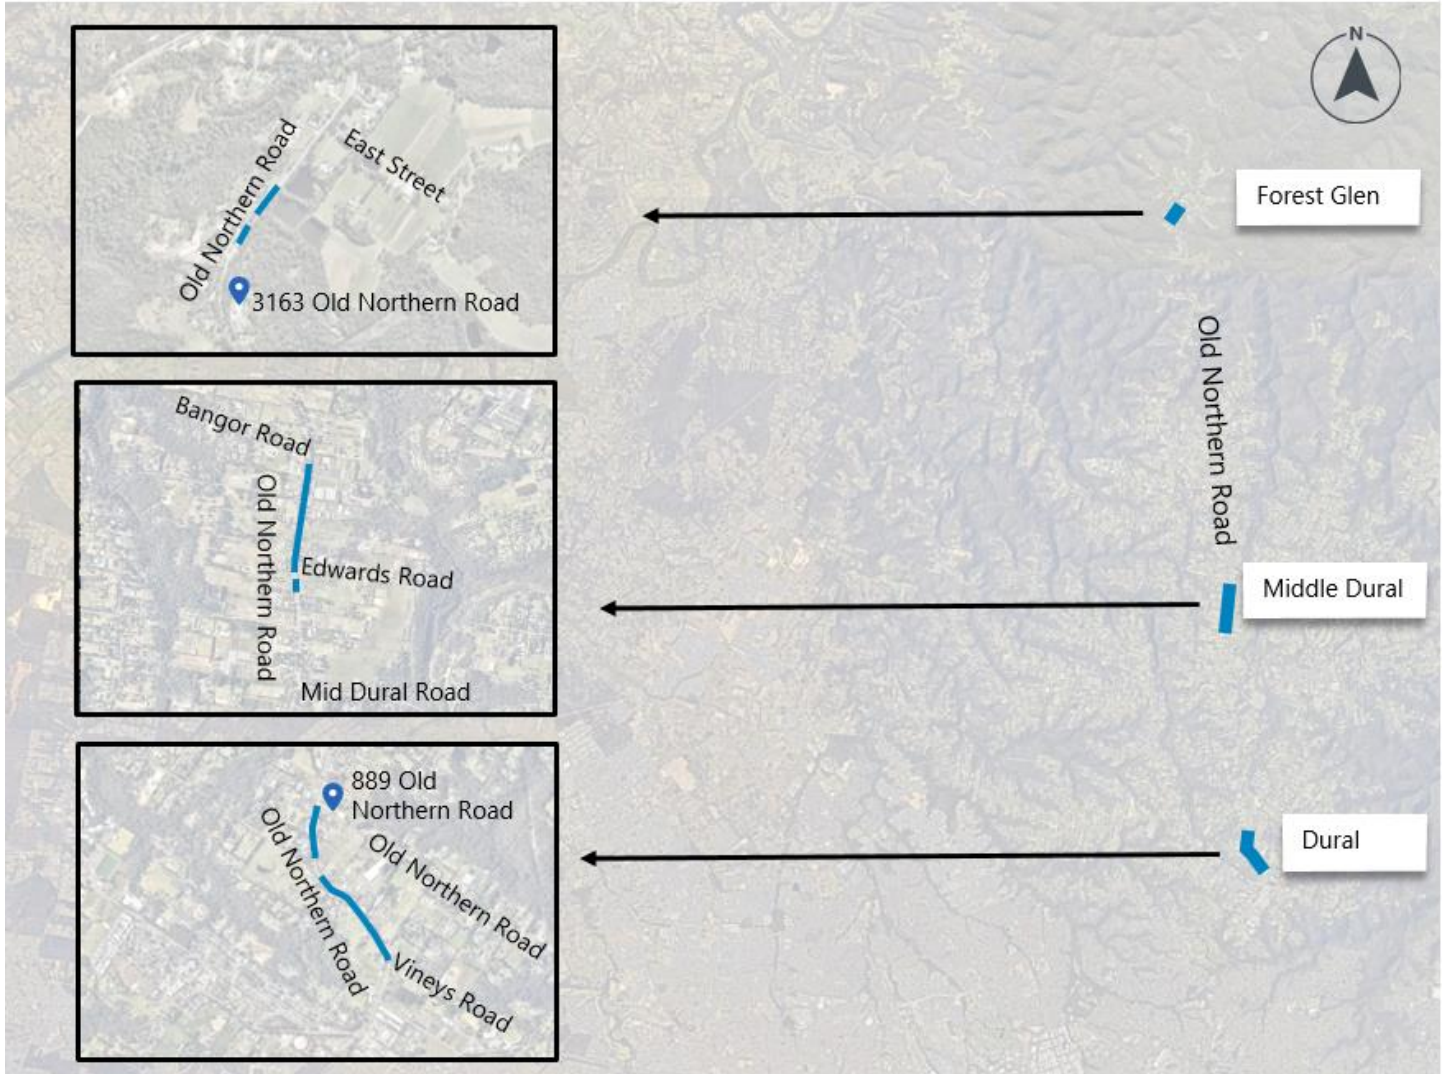 N
Old Northern Road
East Street
3163 Old Northern Road
Forest Glen
Old Northern Road
Bangor Road
Old Northern Road
Edwards Road
Mid Dural Road
Middle Dural
889 Old
Northern Road
Old Northern Road
Old Northern Road
Vineys Road
Dural